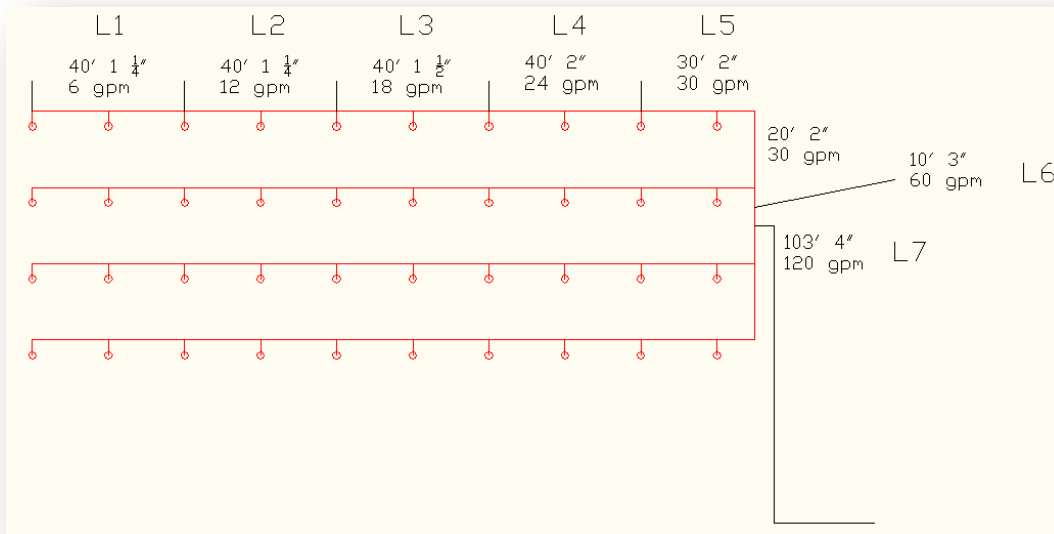 L1
L2
L3
L4
L5
40′ 1 1/4″
6 gpm
40′ 1 1/4″
12 gpm
40′ 1 1/2″
18 gpm
40′ 2″
24 gpm
30′ 2″
30 gpm
20′ 2″
30 gpm
10′ 3″
60 gpm
L6
103′ 4″
120 gpm
L7